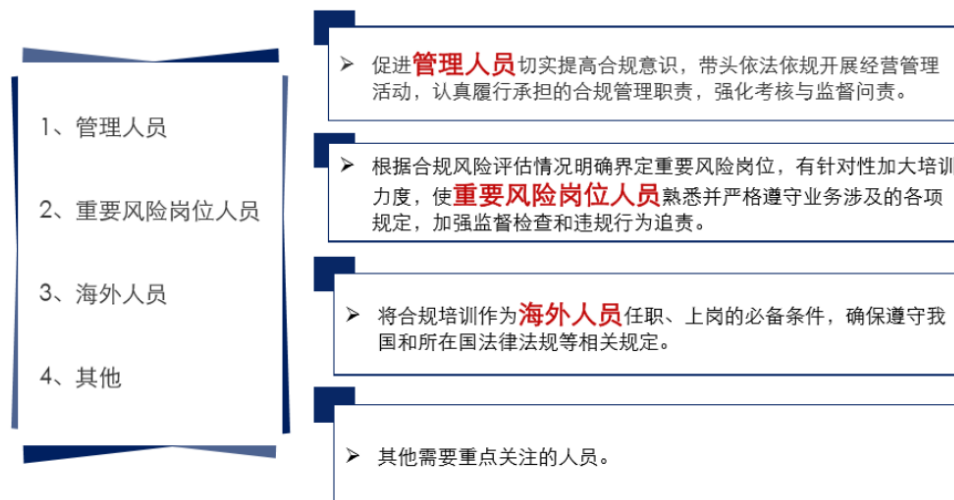 1、管理人员
2、重要风险岗位人员
3、海外人员
4、其他
➢ 促进管理人员切实提高合规意识，带头依法依规开展经营管理
活动，认真履行承担的合规管理职责，强化考核与监督问责。
➢ 根据合规风险评估情况明确界定重要风险岗位，有针对性加大培训
力度，使重要风险岗位人员熟悉并严格遵守业务涉及的各项
规定，加强监督检查和违规行为追责。
➢ 将合规培训作为海外人员任职、上岗的必备条件，确保遵守我
国和所在国法律法规等相关规定。
➢ 其他需要重点关注的人员。